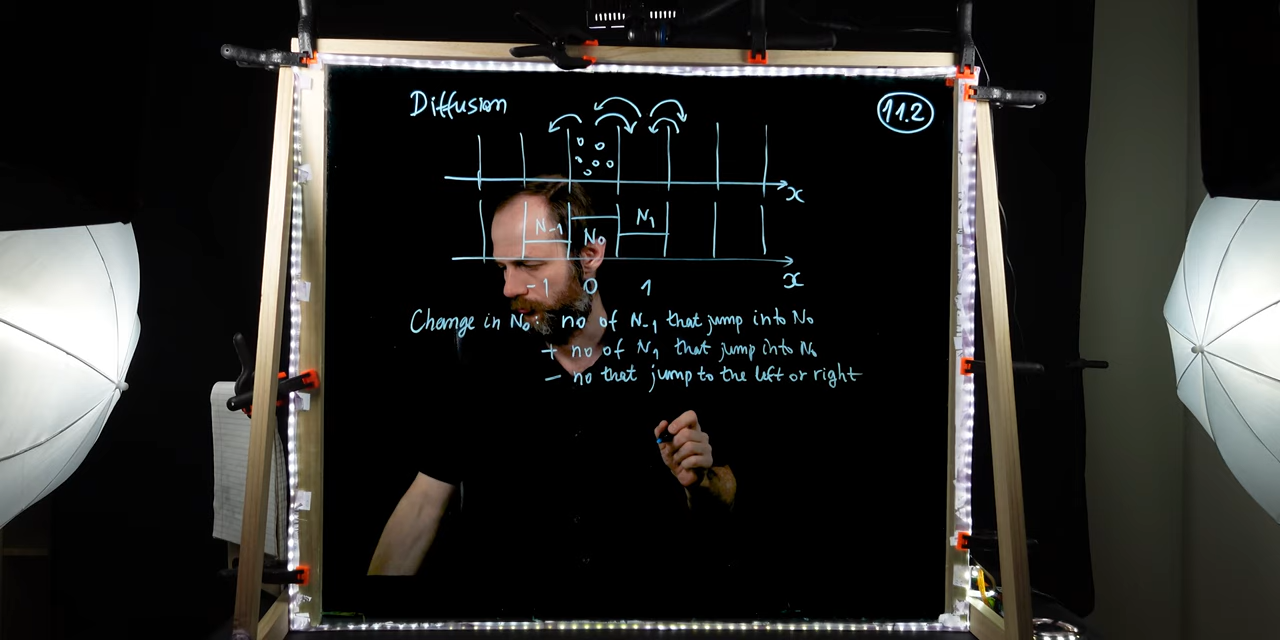 Diffusion
11.2
x
N-1 N0 N1
x
-1 0 1
Change in N0: no of N-1 that jump into N0
+ no of N1 that jump into N0
- no that jump to the left or right